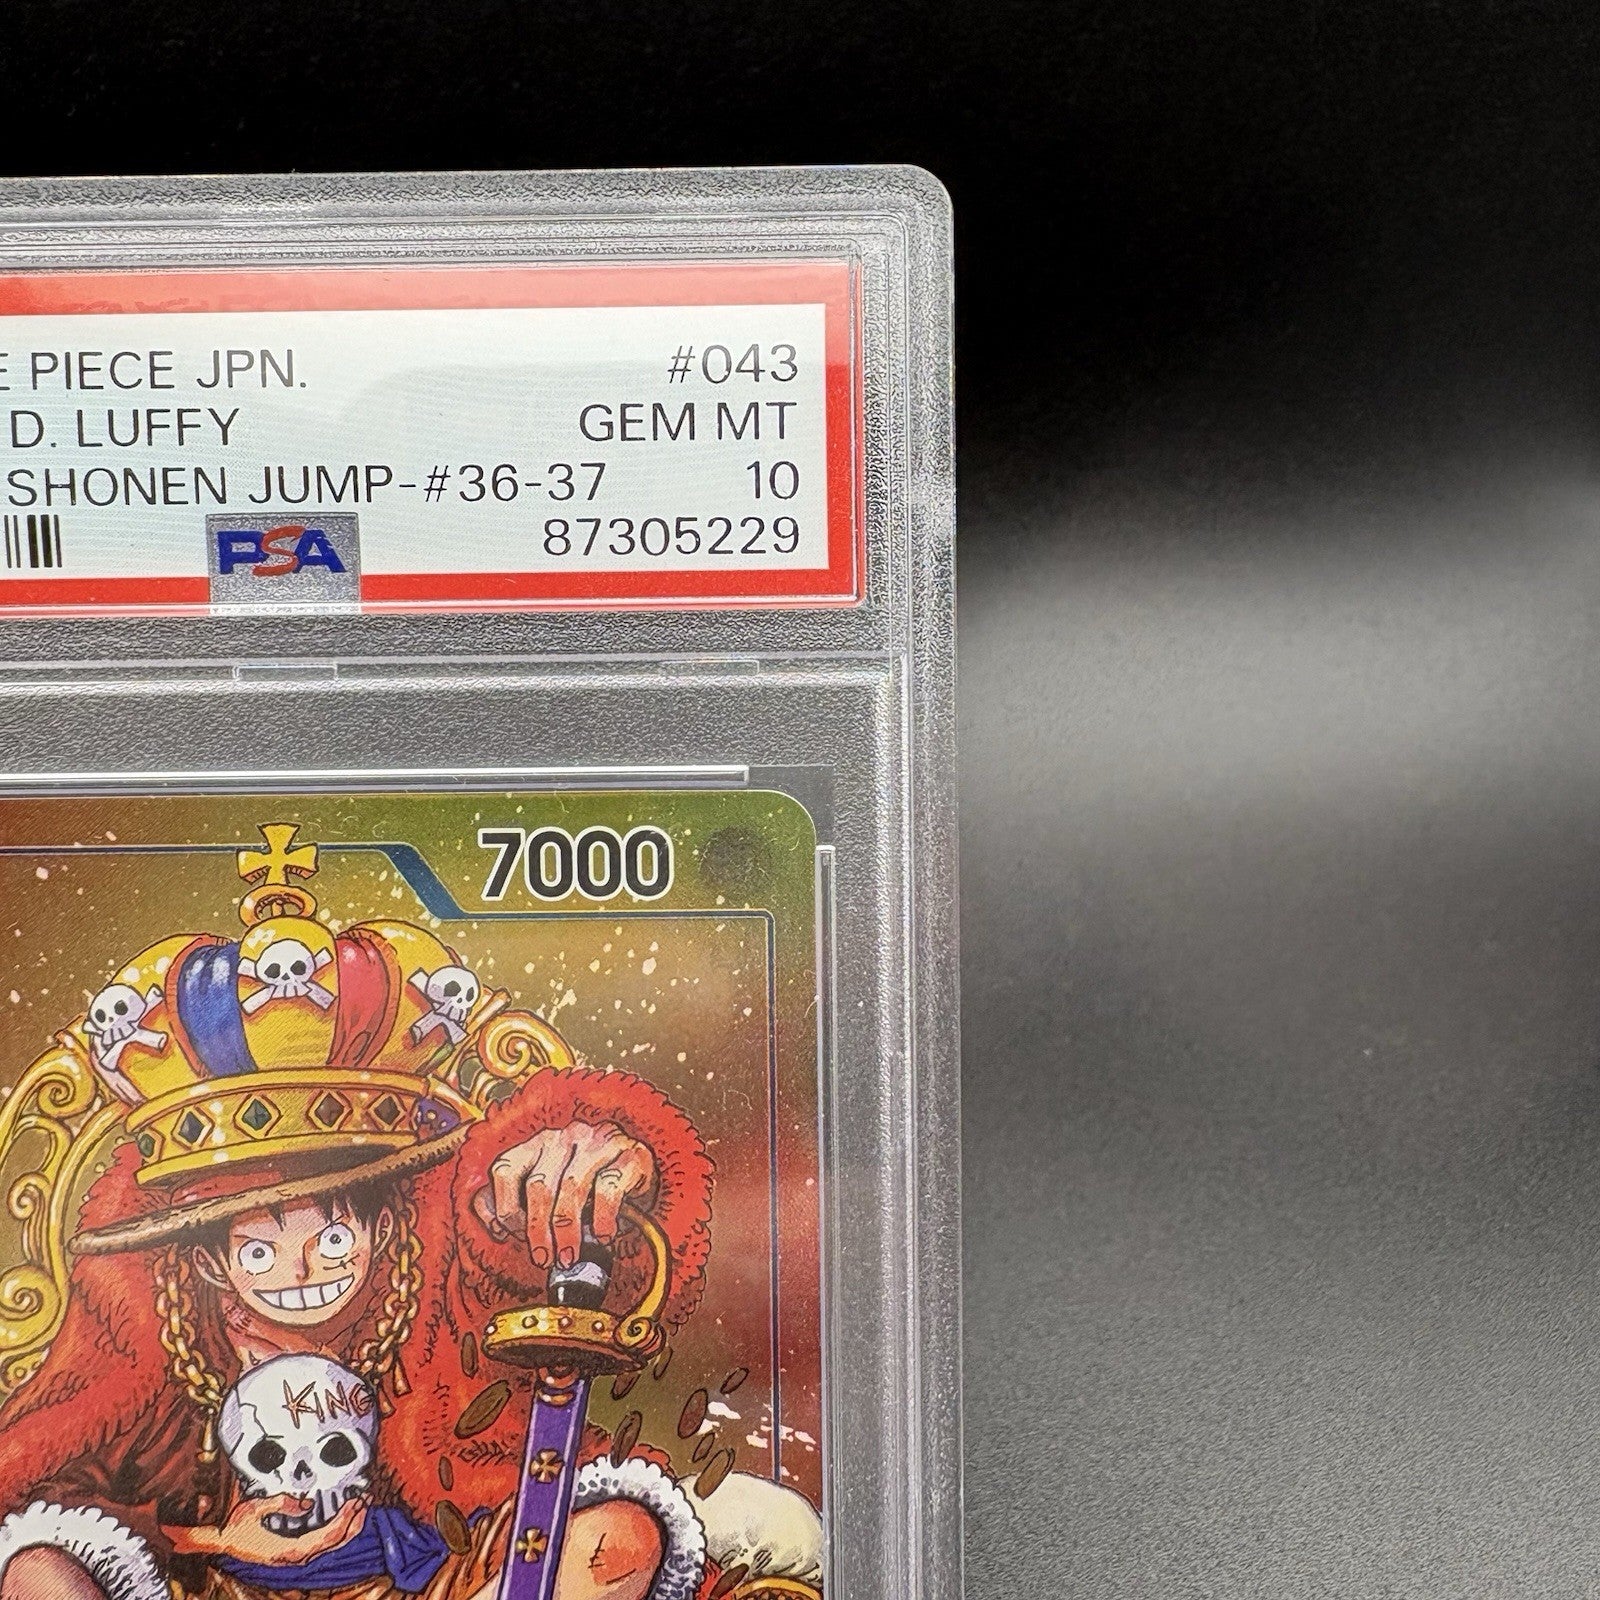 PIECE JPN. #043
D. LUFFY GEM MT
SHONEN JUMP-#36-37 10
PSA 87305229
7000
KING